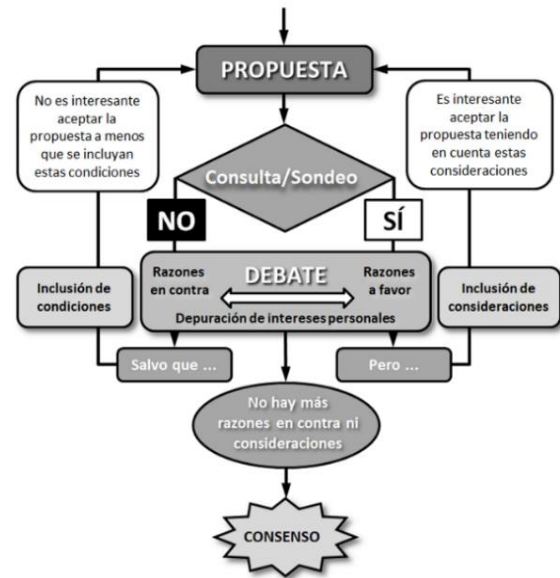 PROPUESTA
No es interesante
aceptar la
propuesta a menos
que se incluyan
estas condiciones
Es interesante
aceptar la
propuesta teniendo
en cuenta estas
consideraciones
Consulta/Sondeo
NO
SÍ
Inclusión de
condiciones
Razones
en contra
DEBATE
Razones
a favor
Depuración de intereses personales
Inclusión de
consideraciones
Salvo que ...
Pero ...
No hay más
razones en contra ni
consideraciones
CONSENSO